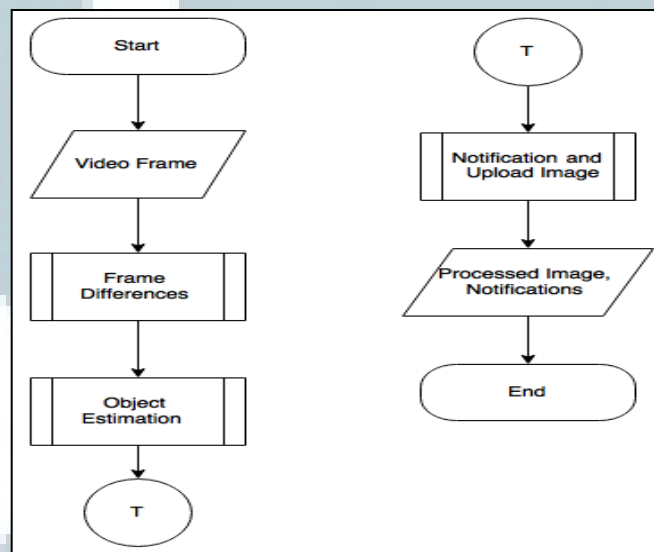 Start
Video Frame
Frame
Differences
Object
Estimation
T
T
Notification and
Upload Image
Processed Image,
Notifications
End